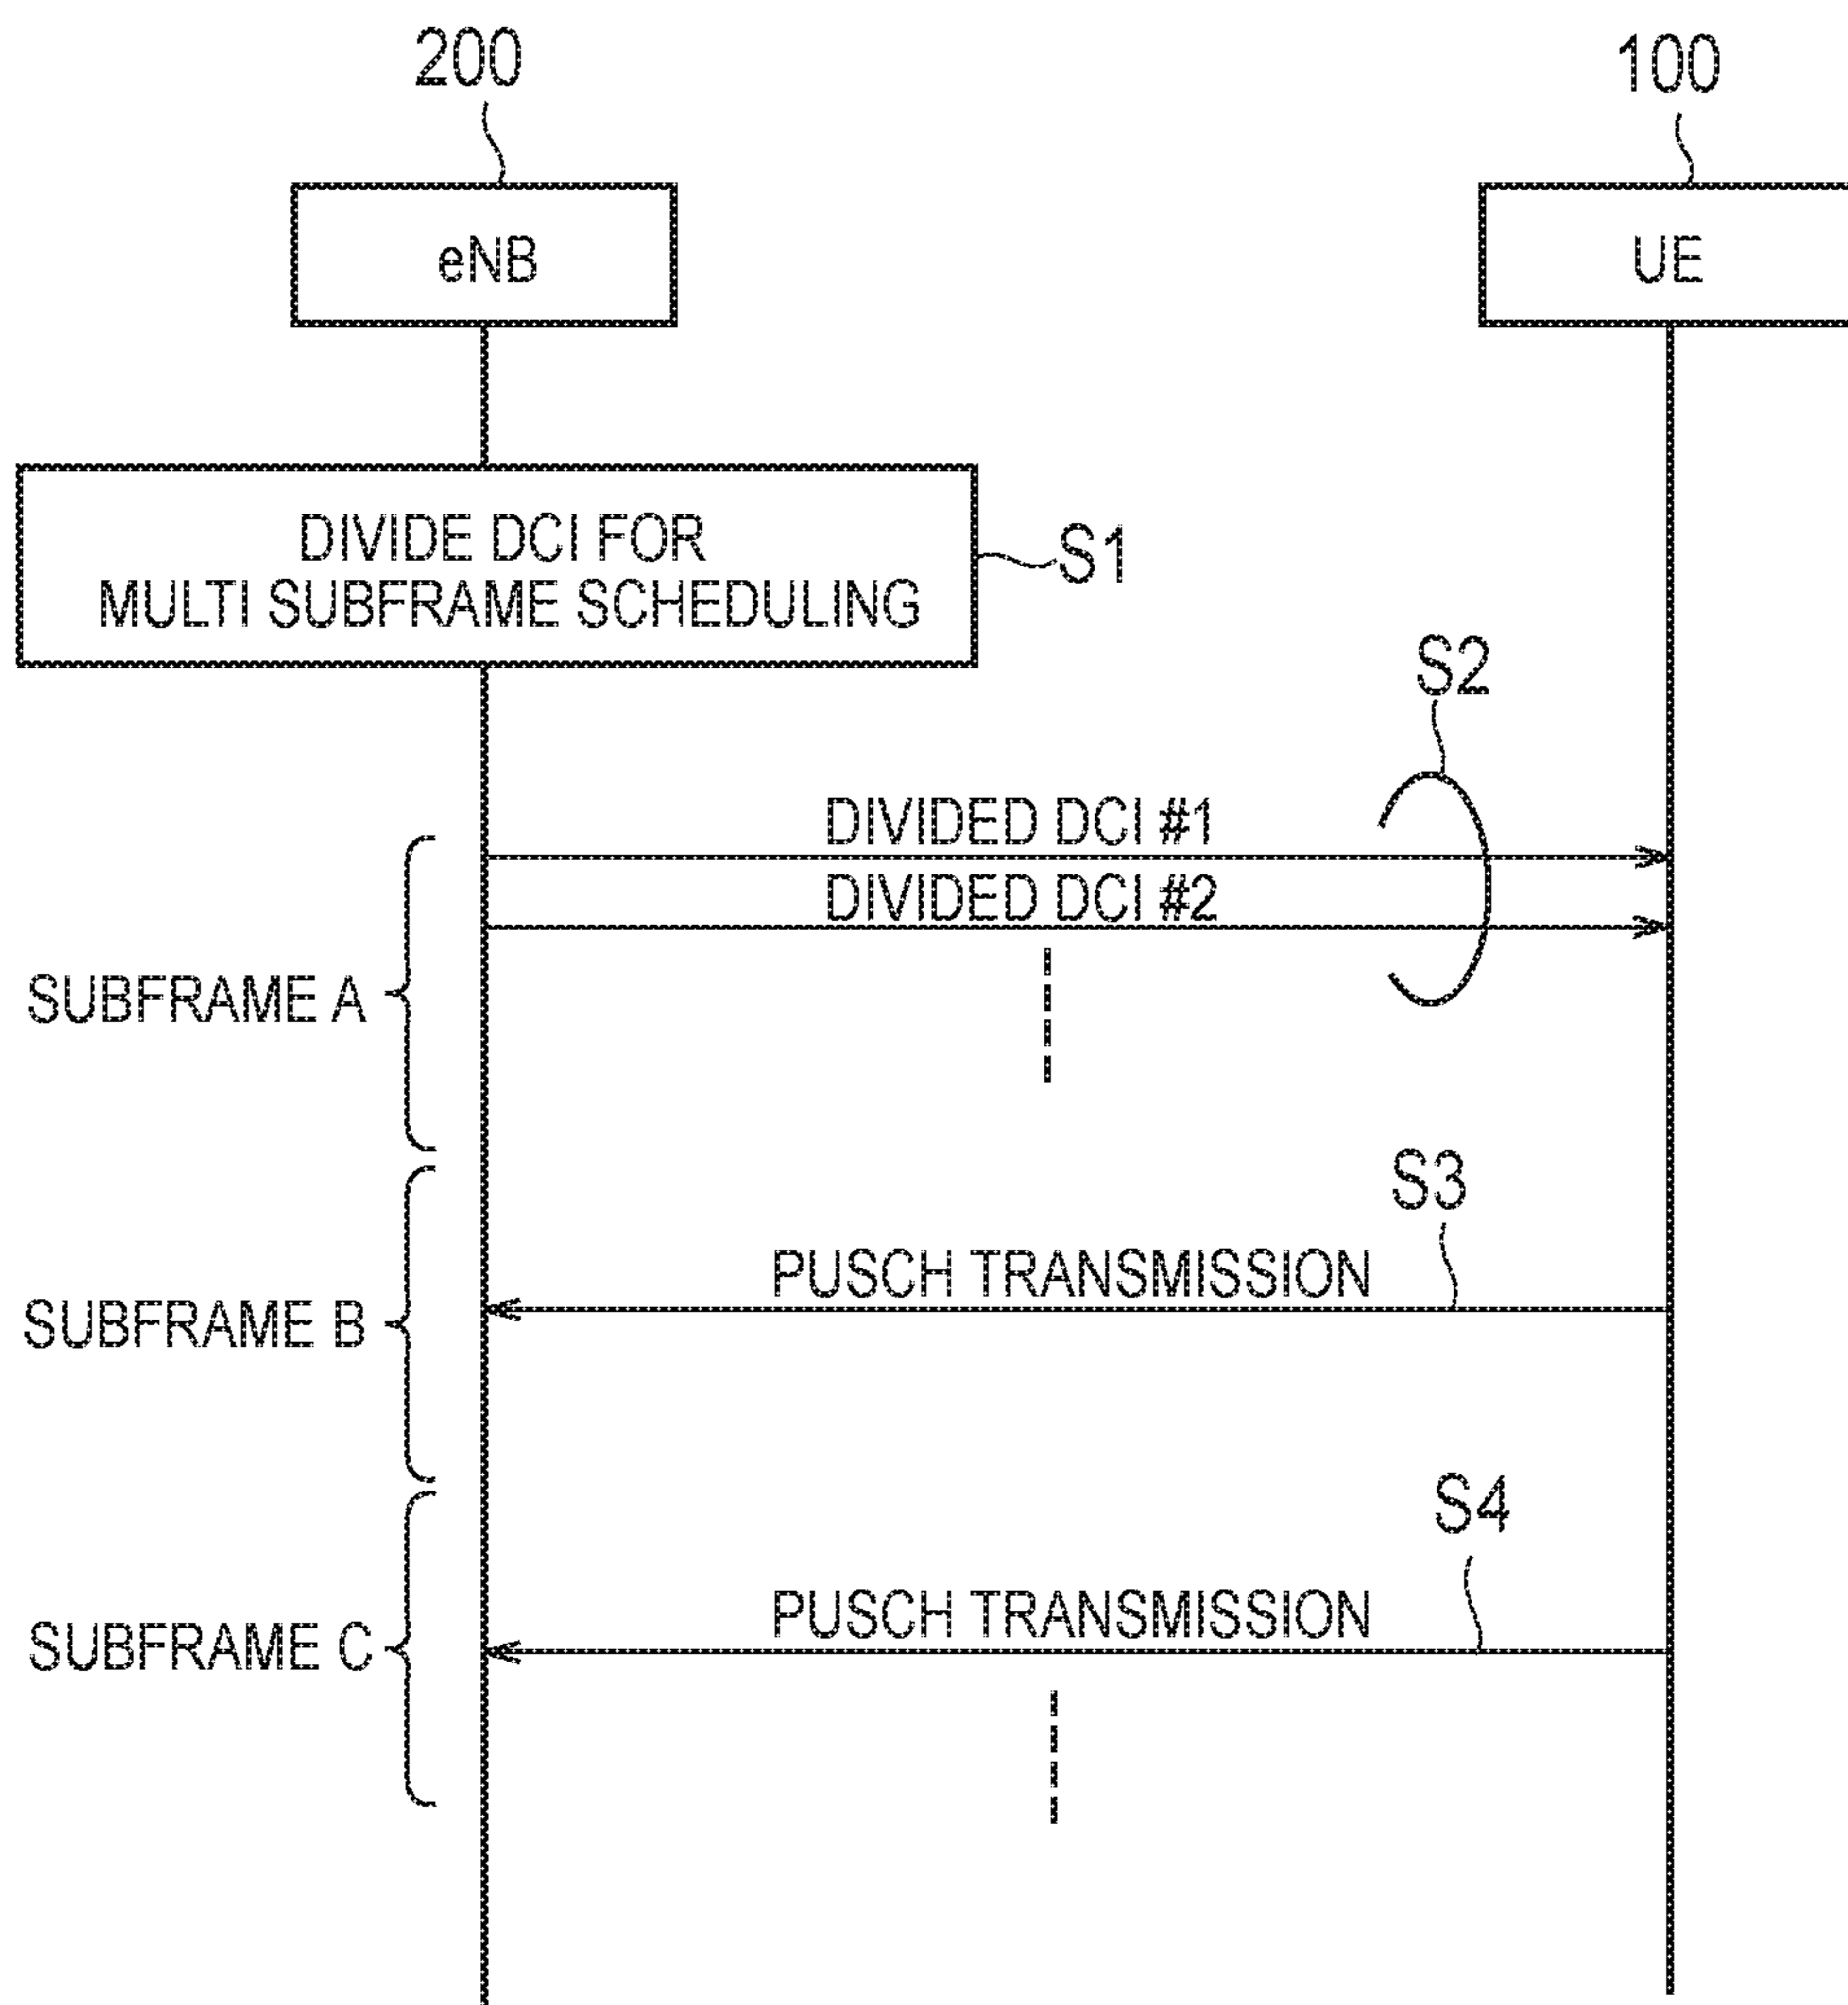 200
100
eNB
UE
DIVIDE DCI FOR
MULTI SUBFRAME SCHEDULING
S1
S2
DIVIDED DCI #1
DIVIDED DCI #2
SUBFRAME A
S3
PUSCH TRANSMISSION
SUBFRAME B
S4
PUSCH TRANSMISSION
SUBFRAME C